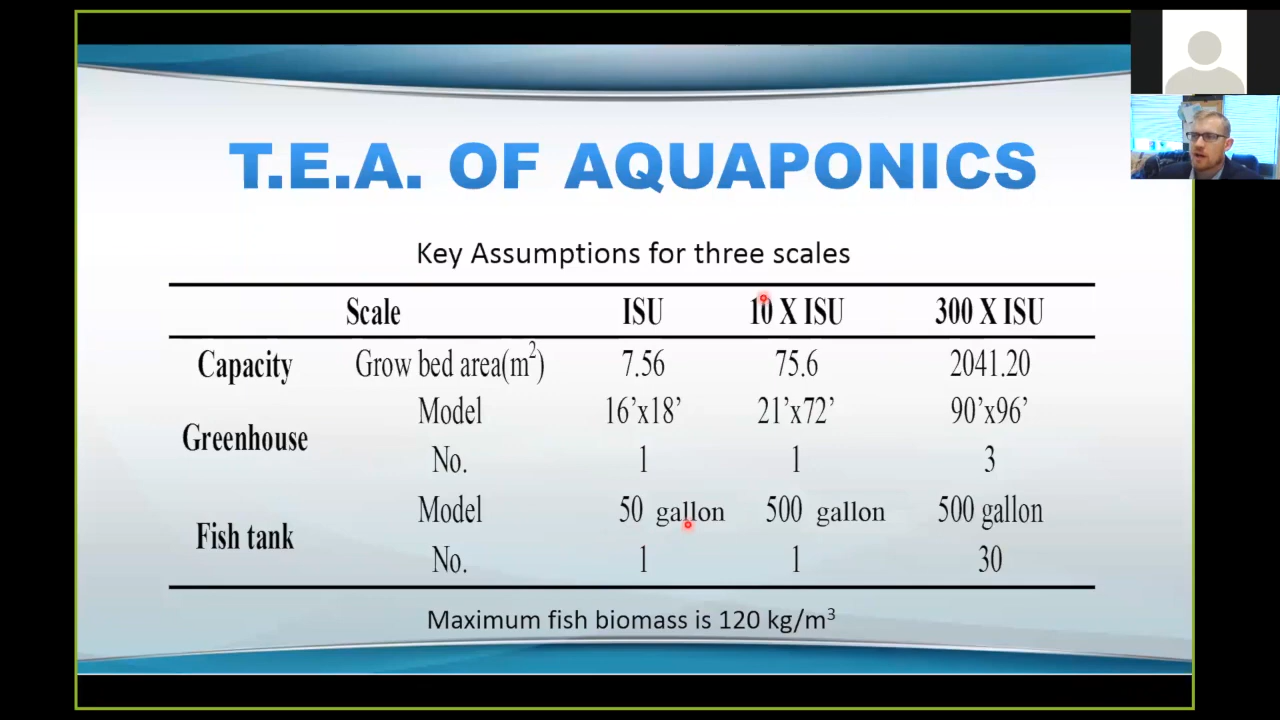 T.E.A. OF AQUAPONICS
Key Assumptions for three scales
Scale ISU 10 X ISU 300 X ISU
Capacity Grow bed area(m²) 7.56 75.6 2041.20
Greenhouse Model 16’x18’ 21’x72’ 90’x96’
No. 1 1 3
Fish tank Model 50 gallon 500 gallon 500 gallon
No. 1 1 30
Maximum fish biomass is 120 kg/m³